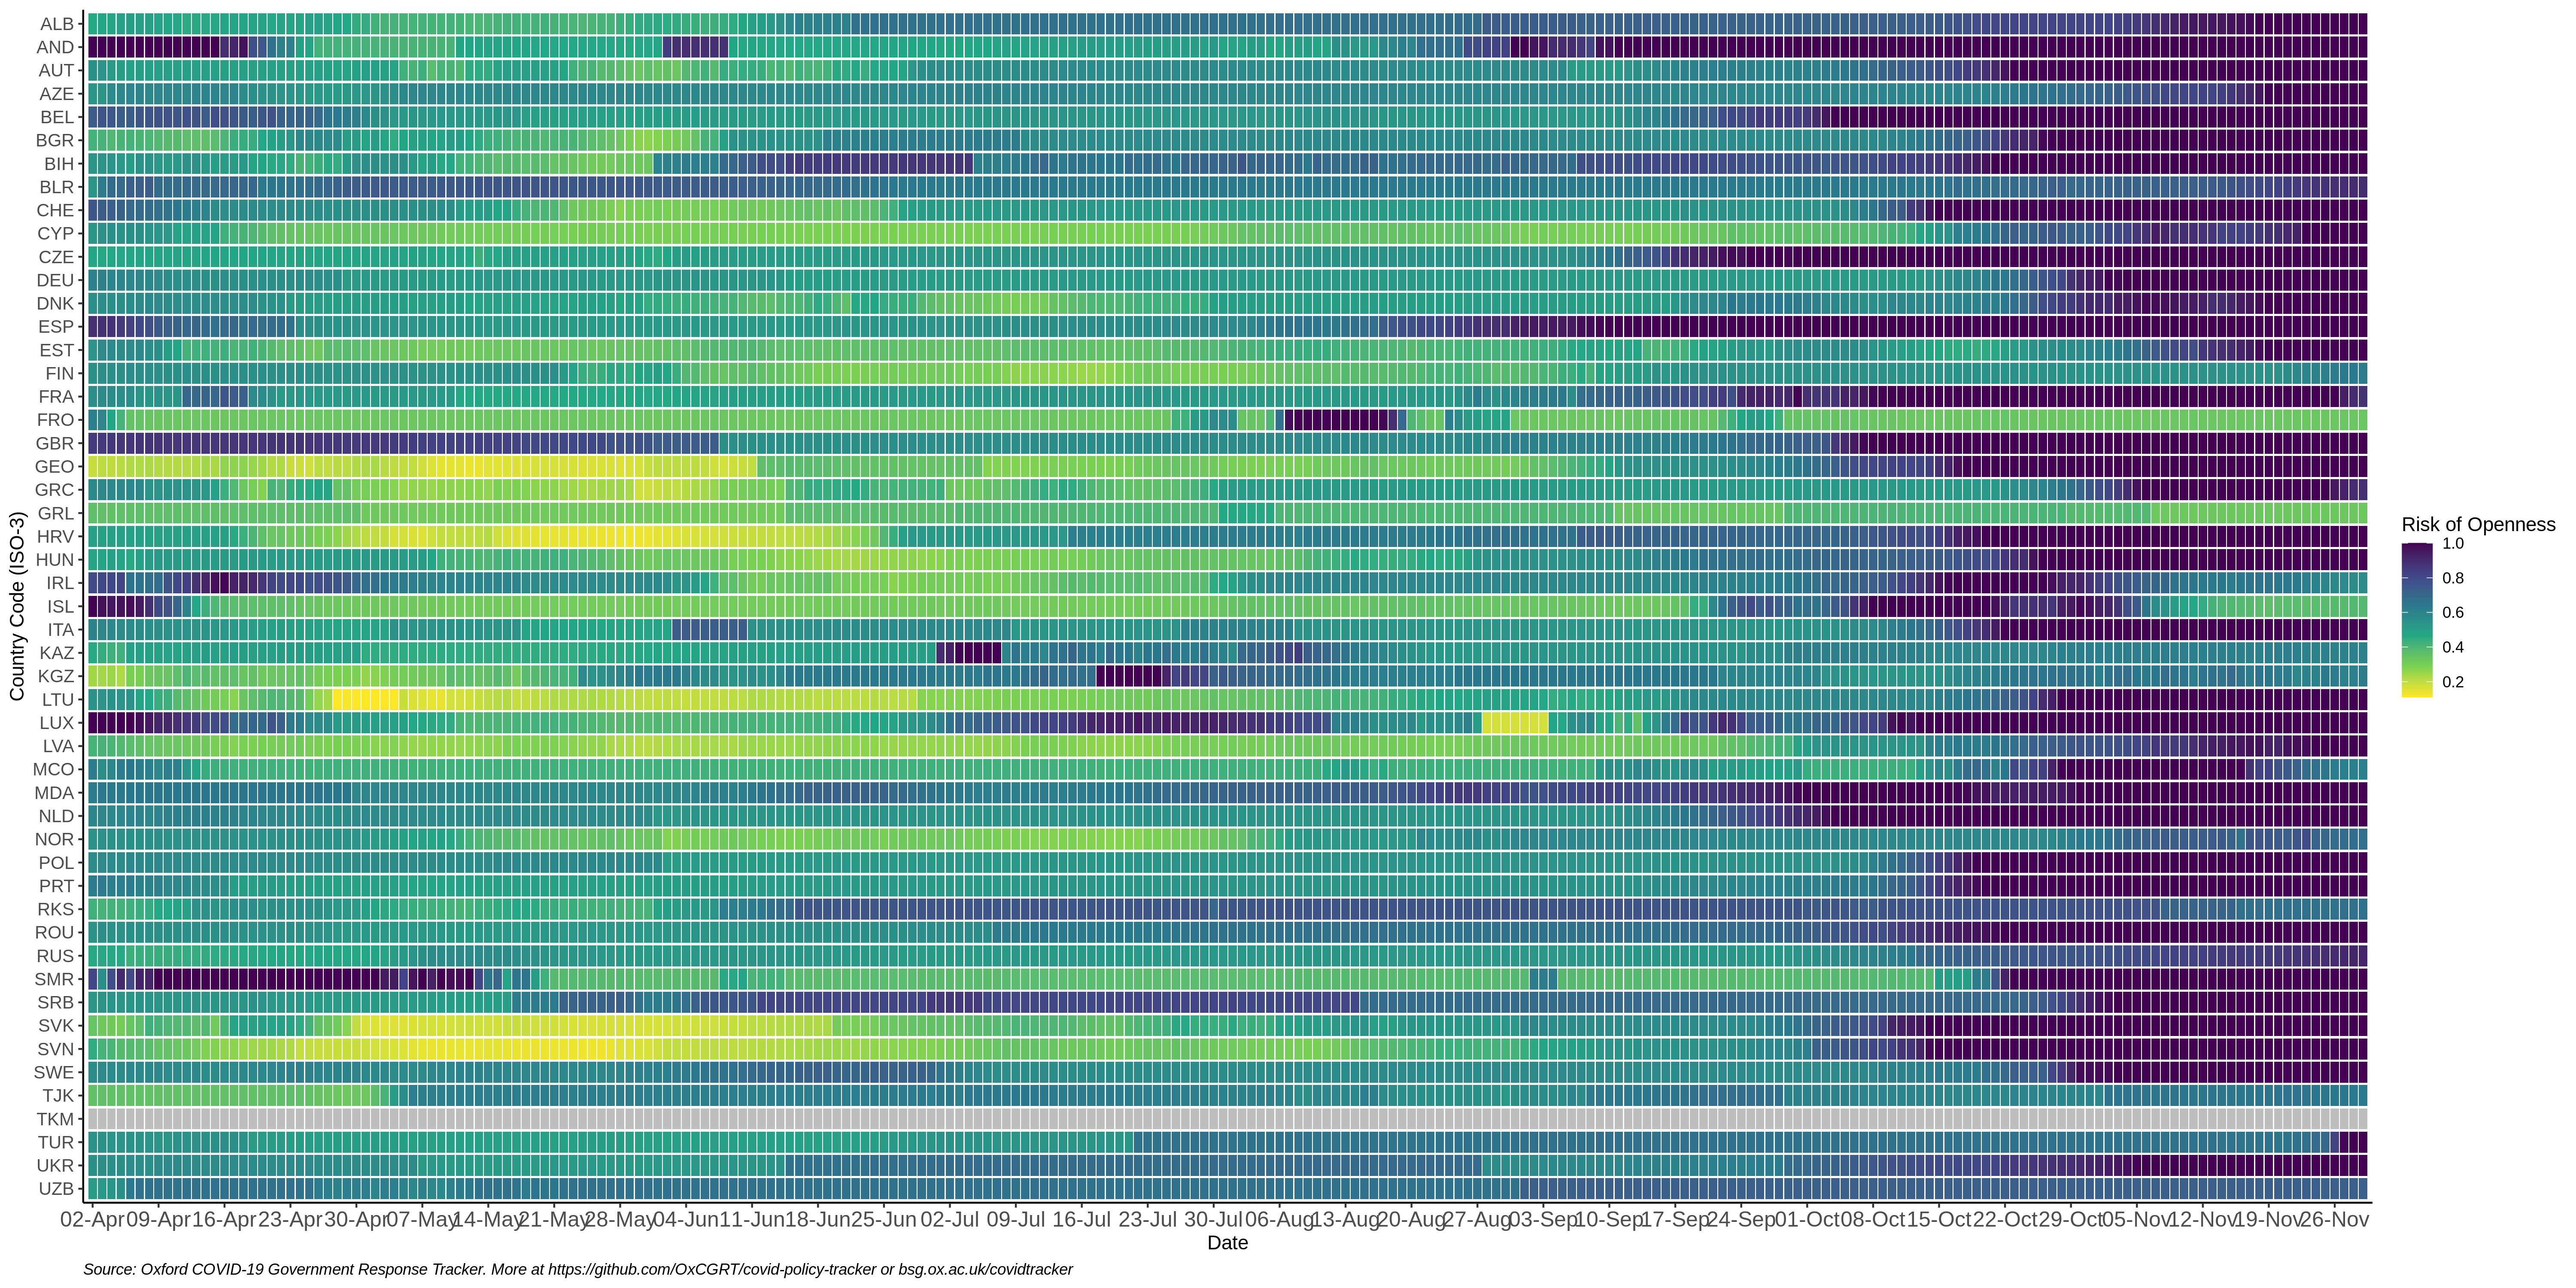 ALB
AND
AUT
AZE
BEL
BGR
BIH
BLR
CHE
CYP
CZE
DEU
DNK
ESP
EST
FIN
FRA
FRO
GBR
GEO
GRC
GRL
HRV
HUN
IRL
ISL
ITA
KAZ
KGZ
LTU
LUX
LVA
MCO
MDA
NLD
NOR
POL
PRT
RKS
ROU
RUS
SMR
SRB
SVK
SVN
SWE
TJK
TKM
TUR
UKR
UZB
Country Code (ISO-3)
02-Apr 09-Apr 16-Apr 23-Apr 30-Apr 07-May 14-May 21-May 28-May 04-Jun 11-Jun 18-Jun 25-Jun 02-Jul 09-Jul 16-Jul 23-Jul 30-Jul 06-Aug 13-Aug 20-Aug 27-Aug 03-Sep 10-Sep 17-Sep 24-Sep 01-Oct 08-Oct 15-Oct 22-Oct 29-Oct 05-Nov 12-Nov 19-Nov 26-Nov
Date
Source: Oxford COVID-19 Government Response Tracker. More at https://github.com/OxCGRT/covid-policy-tracker or bsg.ox.ac.uk/covidtracker
Risk of Openness
1.0
0.8
0.6
0.4
0.2